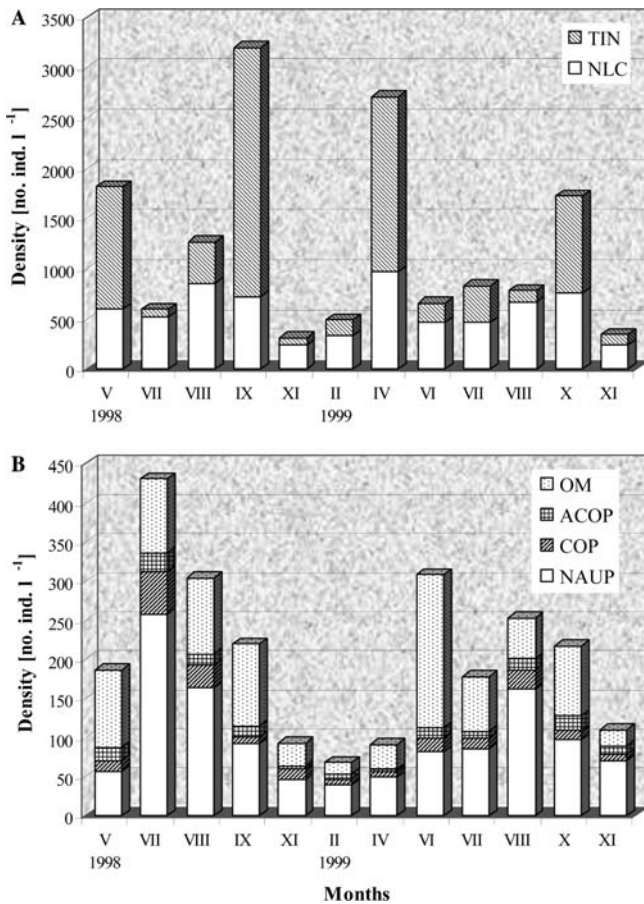 A
Density [no. ind. l⁻¹]
3500
3000
2500
2000
1500
1000
500
0
TIN
NLC
V VII VIII IX XI II IV VI VII VIII X XI
1998 1999
B
Density [no. ind. l⁻¹]
450
400
350
300
250
200
150
100
50
0
OM
ACOP
COP
NAUP
V VII VIII IX XI II IV VI VII VIII X XI
1998 1999
Months